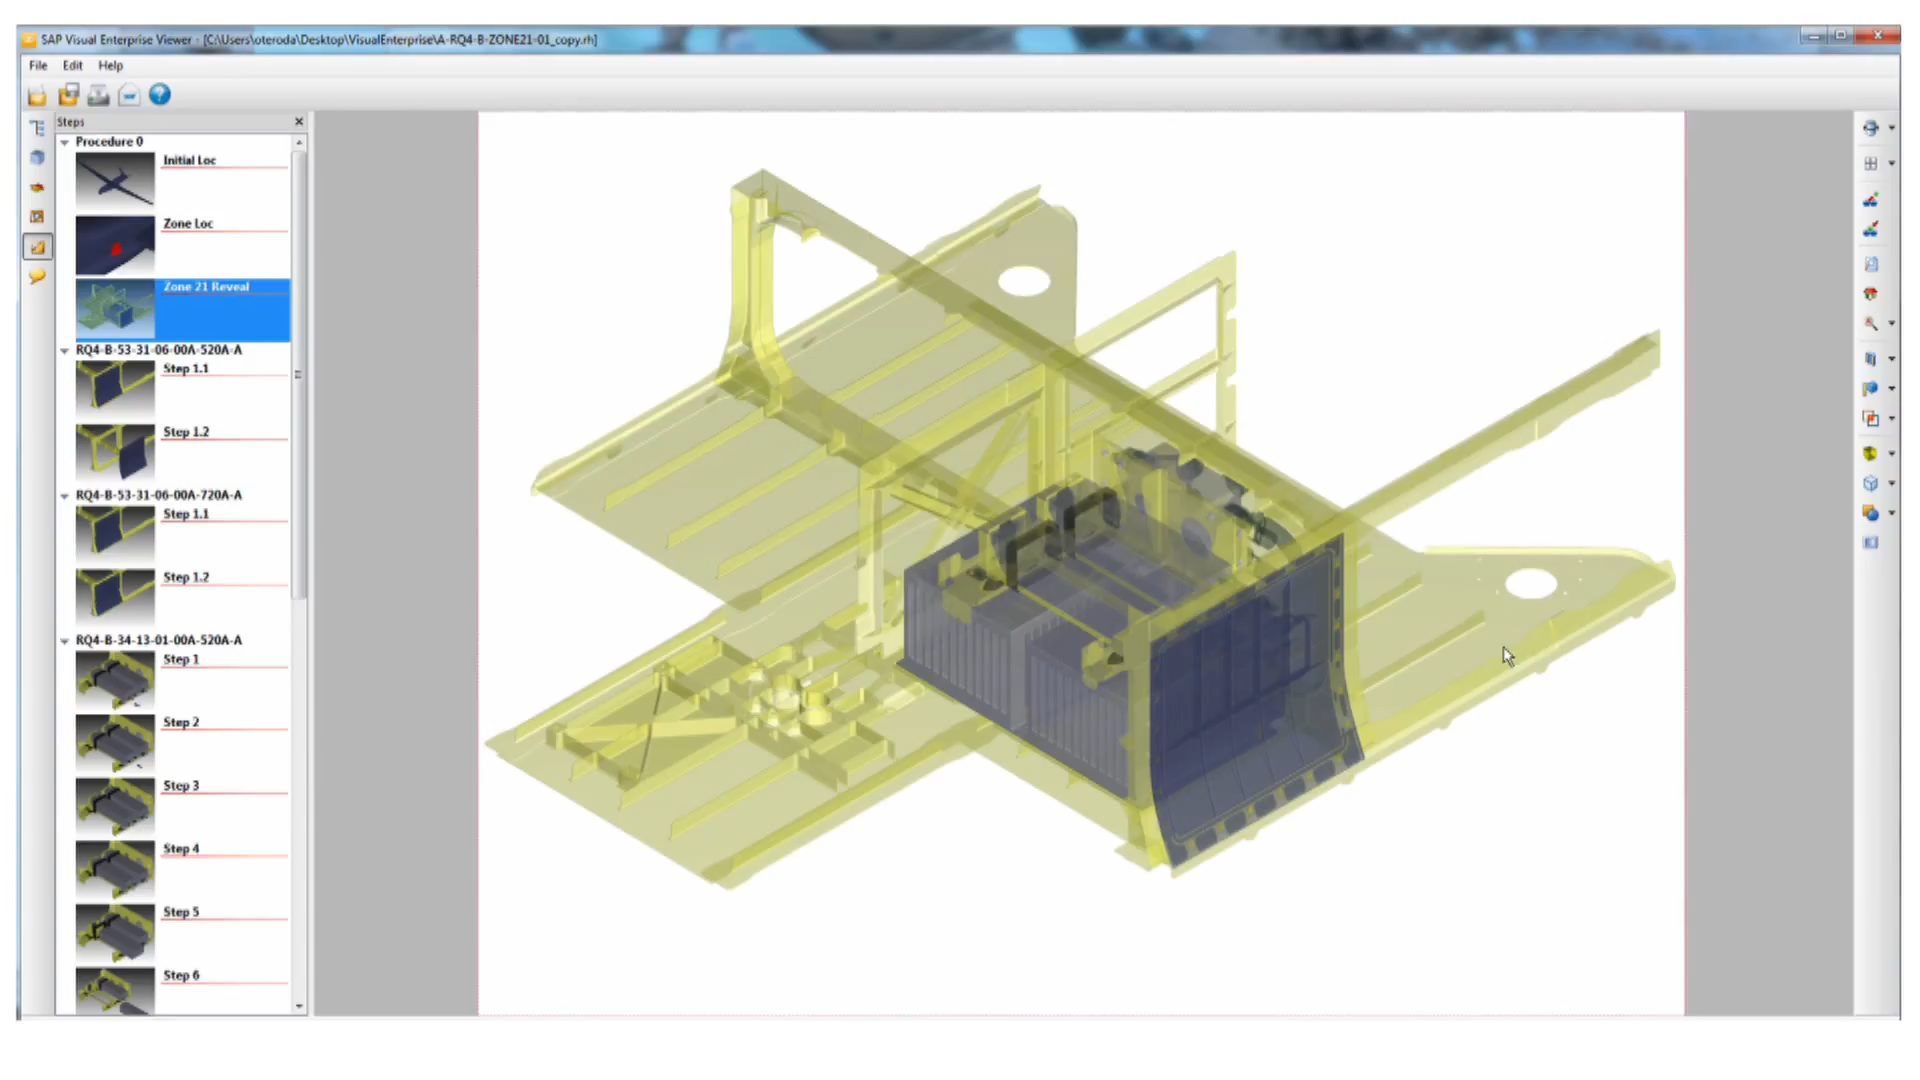 SAP Visual Enterprise Viewer - [C:\Users\oteroda\Desktop\VisualEnterprise\A-RQ4-B-ZONE21-01_copy.rh]
File Edit Help
Steps
Procedure 0
Initial Loc
Zone Loc
Zone 21 Reveal
RQ4-B-53-31-06-00A-520A-A
Step 1.1
Step 1.2
RQ4-B-53-31-06-00A-720A-A
Step 1.1
Step 1.2
RQ4-B-34-13-01-00A-520A-A
Step 1
Step 2
Step 3
Step 4
Step 5
Step 6